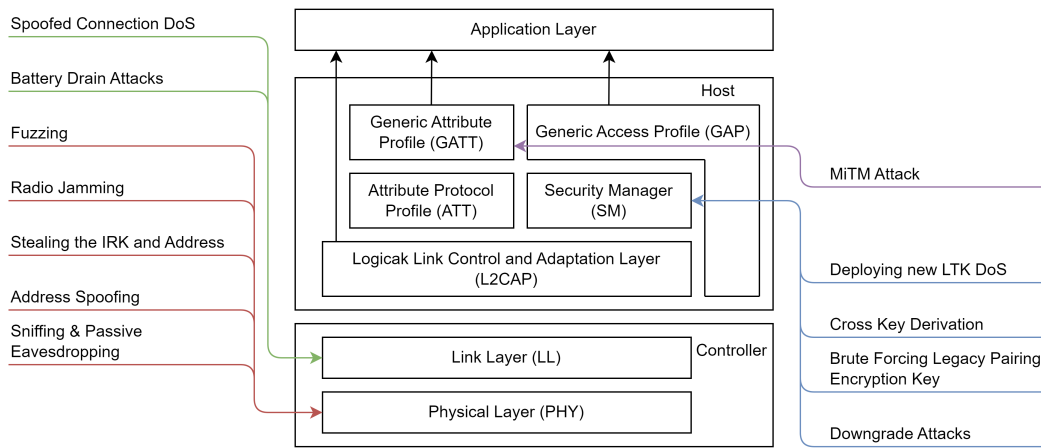 Spoofed Connection DoS
Battery Drain Attacks
Fuzzing
Radio Jamming
Stealing the IRK and Address
Address Spoofing
Sniffing & Passive
Eavesdropping
Application Layer
Host
Generic Attribute
Profile (GATT)
Generic Access Profile (GAP)
Attribute Protocol
Profile (ATT)
Security Manager
(SM)
Logicak Link Control and Adaptation Layer
(L2CAP)
Controller
Link Layer (LL)
Physical Layer (PHY)
MiTM Attack
Deploying new LTK DoS
Cross Key Derivation
Brute Forcing Legacy Pairing
Encryption Key
Downgrade Attacks